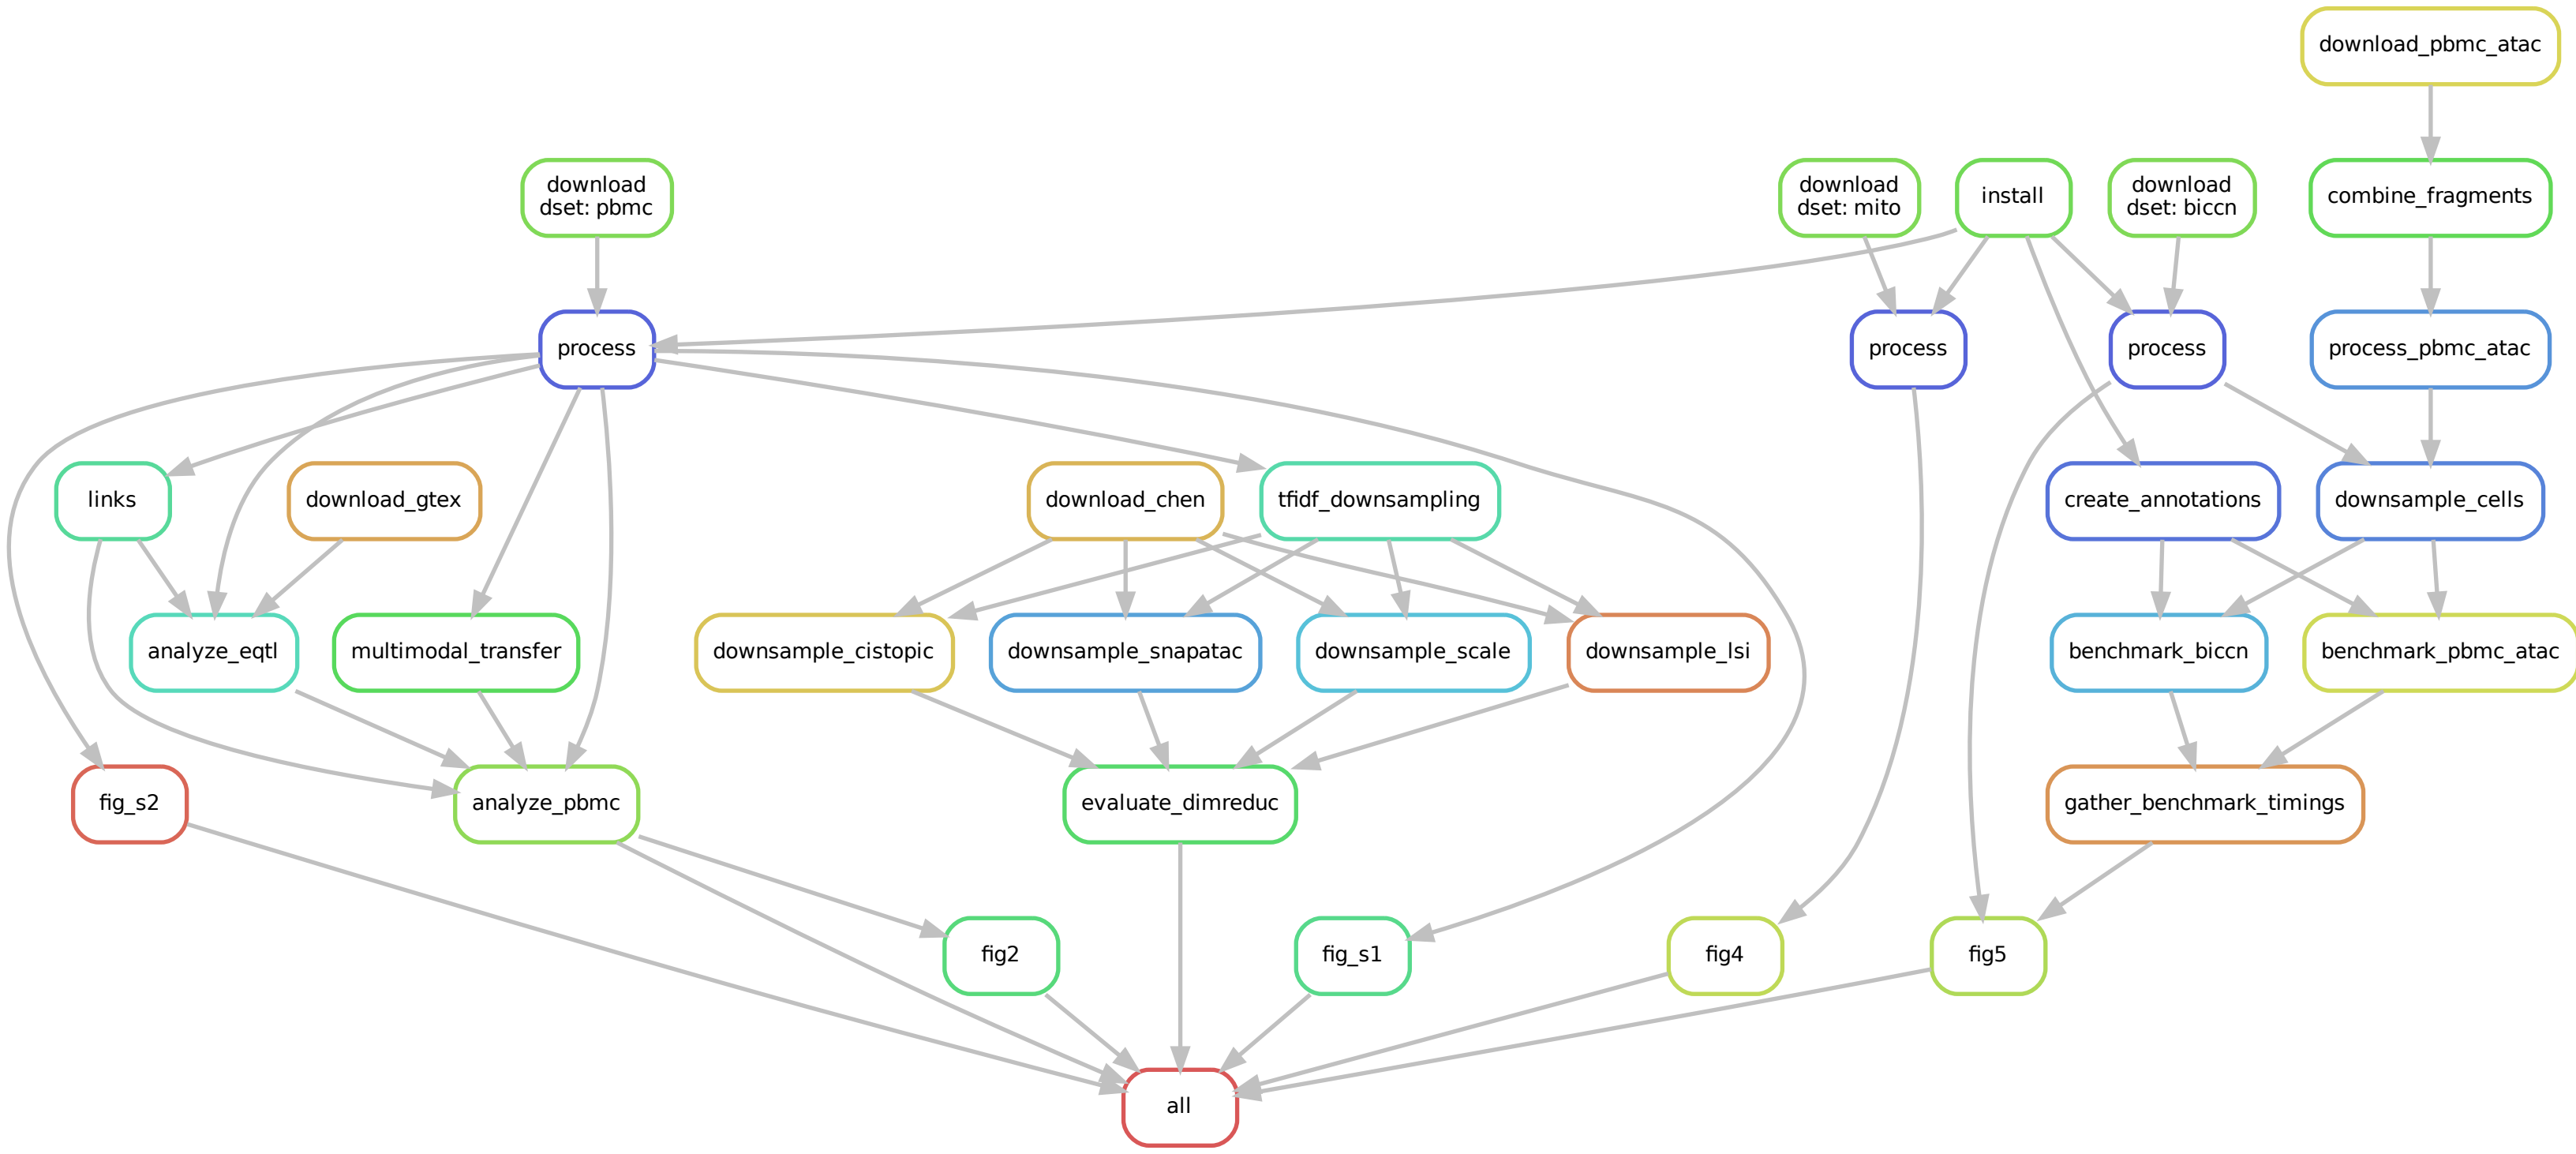 download_pbmc_atac
download
dset: pbmc
download
dset: mito
install
download
dset: biccn
combine_fragments
process
process
process
process_pbmc_atac
links
download_gtex
download_chen
tfidf_downsampling
create_annotations
downsample_cells
analyze_eqtl
multimodal_transfer
downsample_cistopic
downsample_snapatac
downsample_scale
downsample_lsi
benchmark_biccn
benchmark_pbmc_atac
fig_s2
analyze_pbmc
evaluate_dimreduc
gather_benchmark_timings
fig2
fig_s1
fig4
fig5
all